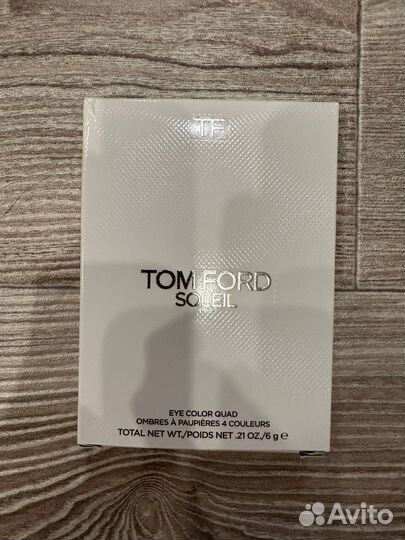 TF
TOM FORD
SOLEIL
EYE COLOR QUAD
OMBRES À PAUPIÈRES 4 COULEURS
TOTAL NET WT./POIDS NET .21 OZ./6 g ℮
Avito